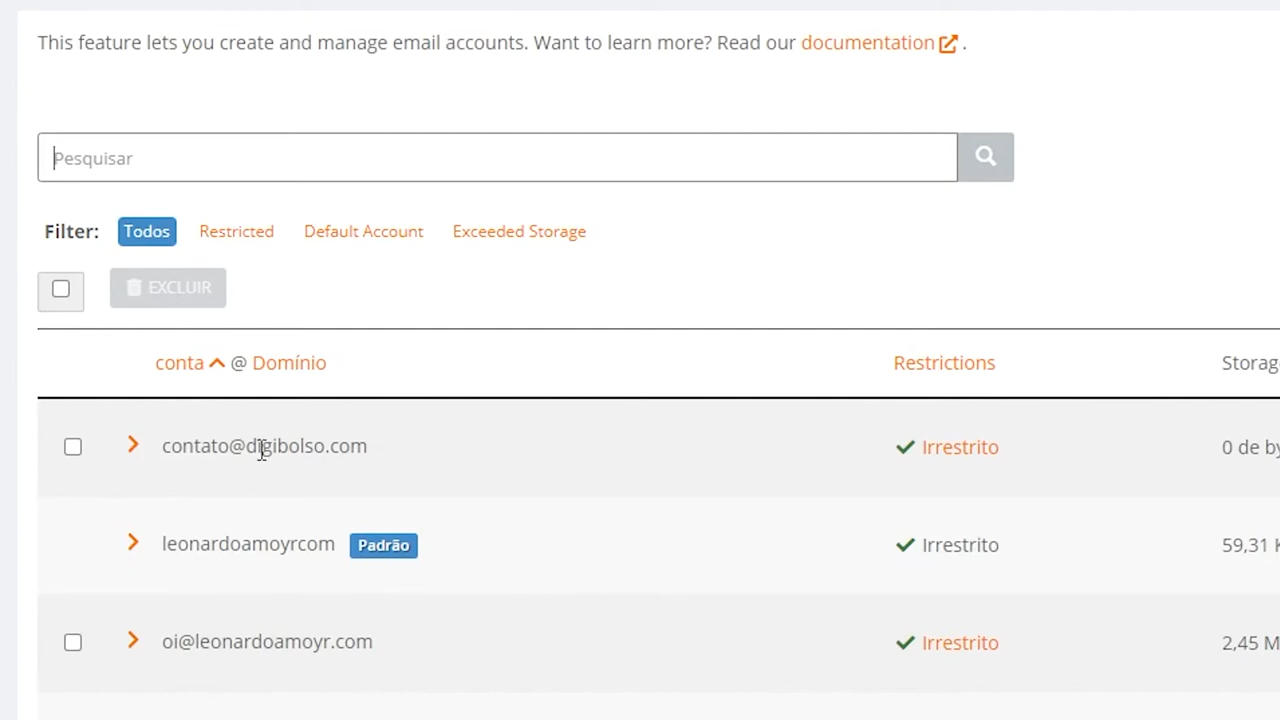 This feature lets you create and manage email accounts. Want to learn more? Read our documentation .
Pesquisar
Filter: Todos Restricted Default Account Exceeded Storage
EXCLUIR
conta @ Domínio Restrictions
contato@digibolso.com Irrestrito 0 de
leonardoamoyrcom Padrão Irrestrito 59,31
oi@leonardoamoyr.com Irrestrito 2,45